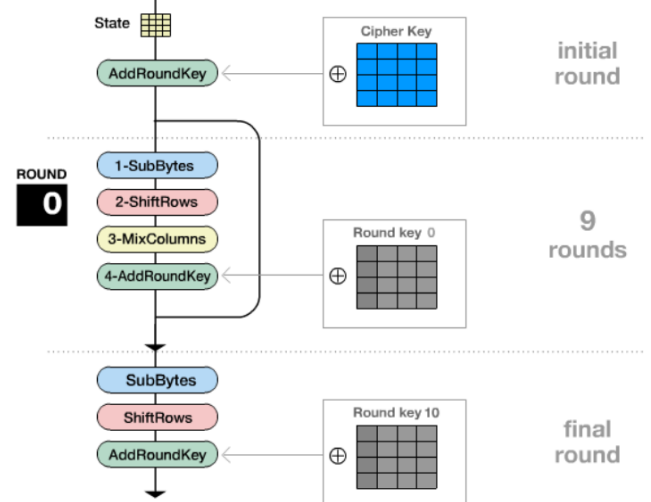 State
Cipher Key
AddRoundKey
initial
round
ROUND
0
1-SubBytes
2-ShiftRows
3-MixColumns
4-AddRoundKey
Round key 0
9
rounds
SubBytes
ShiftRows
AddRoundKey
Round key 10
final
round